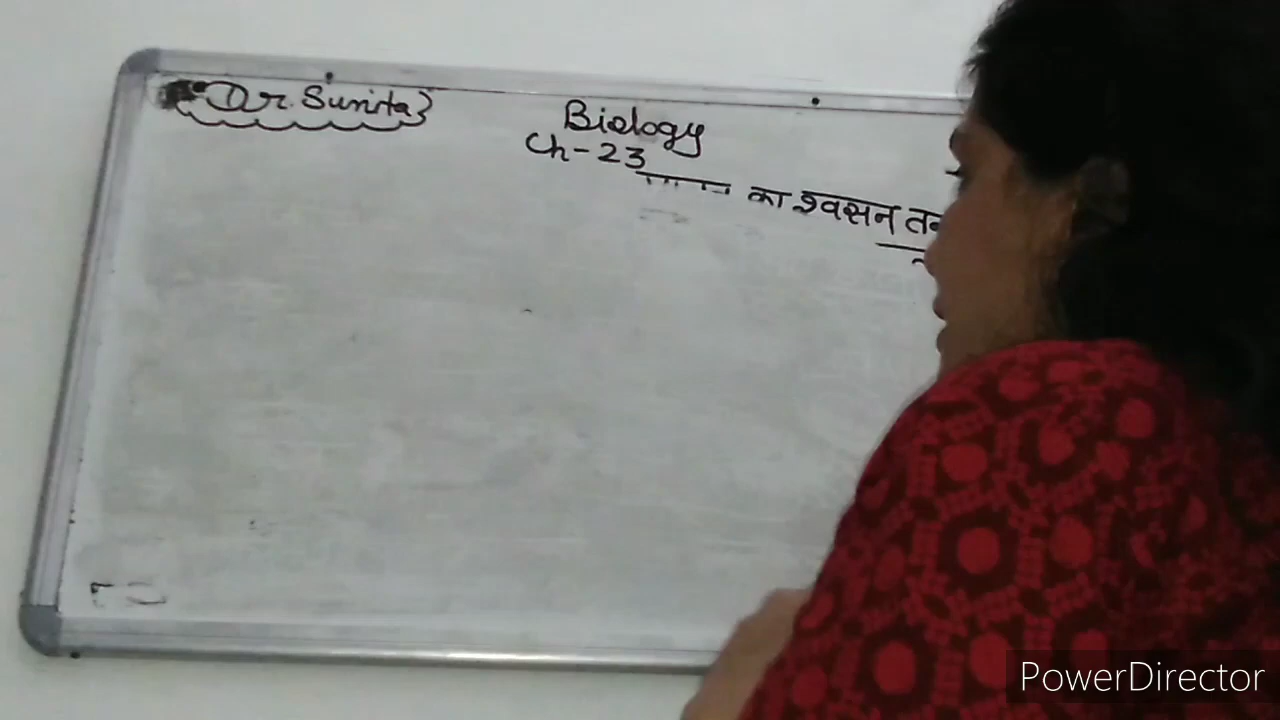 Dr. Sunita
Biology
Ch-23
का श्वसन
PowerDirector